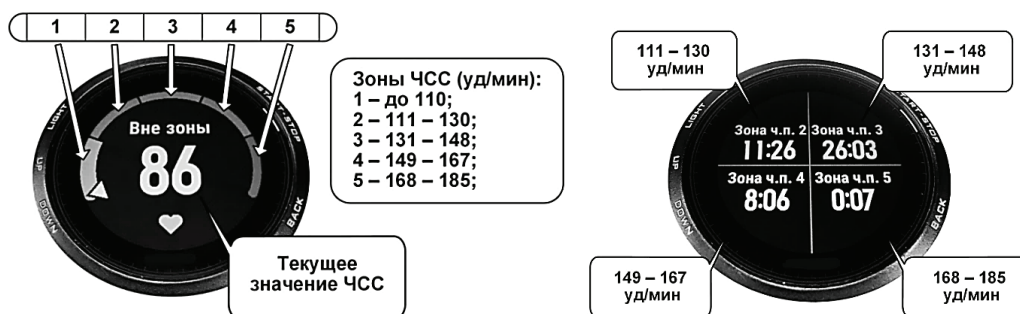 1 2 3 4 5
LIGHT
START-STOP
UP
DOWN
BACK
Вне зоны
86
Зоны ЧСС (уд/мин):
1 – до 110;
2 – 111 – 130;
3 – 131 – 148;
4 – 149 – 167;
5 – 168 – 185;
Текущее
значение ЧСС
111 – 130
уд/мин
131 – 148
уд/мин
LIGHT
START-STOP
UP
DOWN
BACK
Зона ч.п. 2 Зона ч.п. 3
11:26 26:03
Зона ч.п. 4 Зона ч.п. 5
8:06 0:07
149 – 167
уд/мин
168 – 185
уд/мин